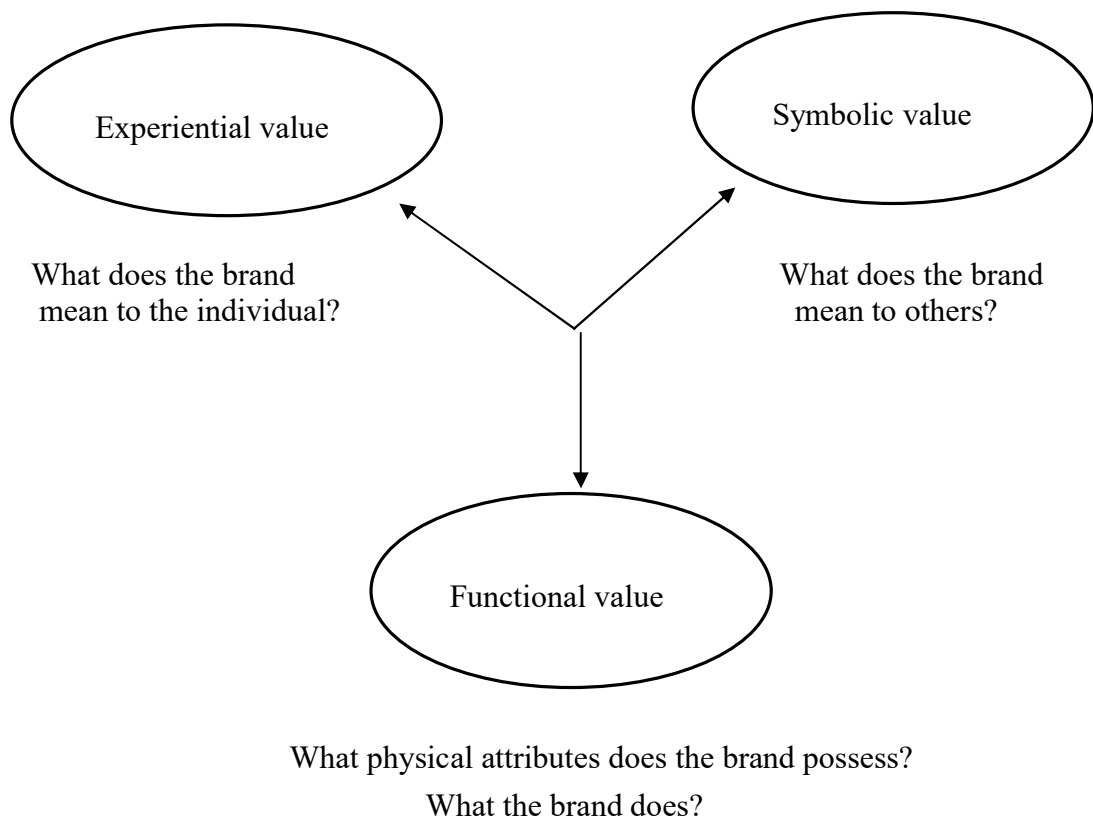 Experiential value
Symbolic value
What does the brand
mean to the individual?
What does the brand
mean to others?
Functional value
What physical attributes does the brand possess?
What the brand does?